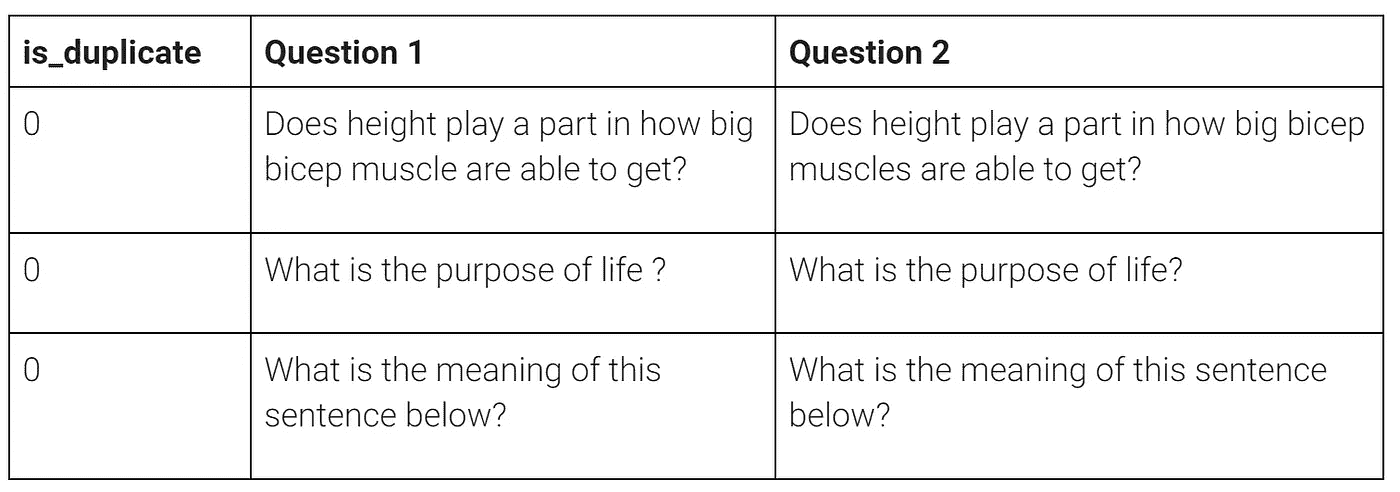 is_duplicate Question 1 Question 2
0 Does height play a part in how big Does height play a part in how big bicep
bicep muscle are able to get? muscles are able to get?
0 What is the purpose of life ? What is the purpose of life?
0 What is the meaning of this What is the meaning of this sentence
sentence below? below?